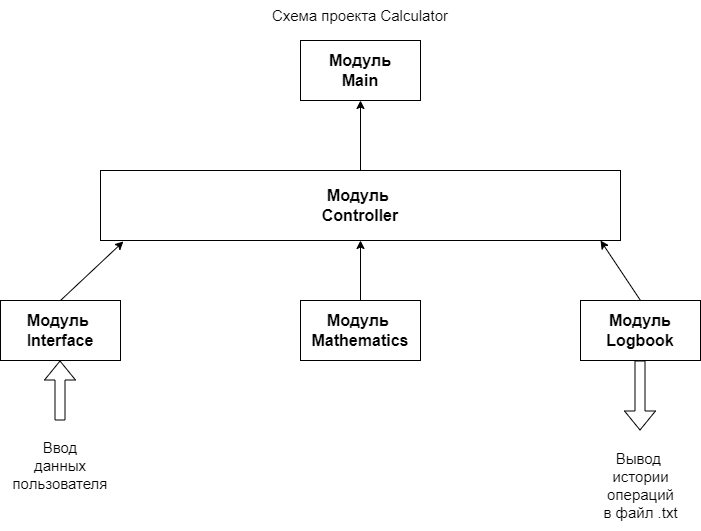 Схема проекта Calculator
Модуль
Main
Модуль
Controller
Модуль
Interface
Модуль
Mathematics
Модуль
Logbook
Ввод
данных
пользователя
Вывод
истории
операций
в файл .txt